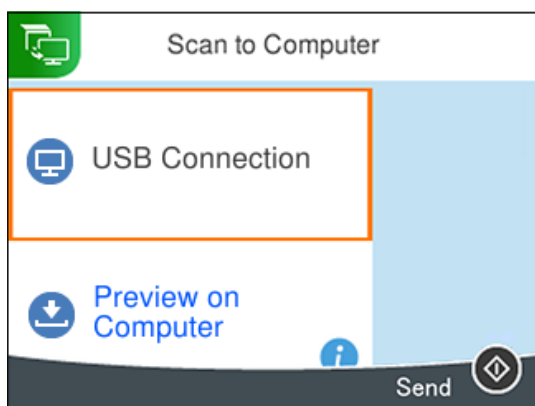 Scan to Computer
USB Connection
Preview on
Computer
i
Send